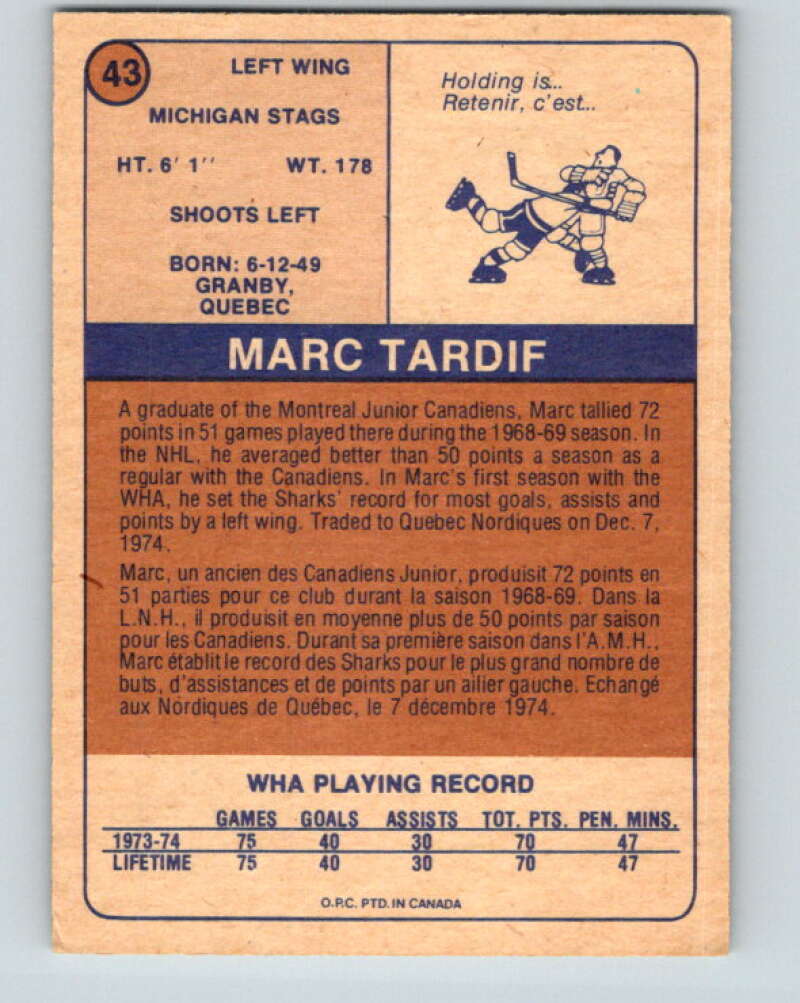 43
LEFT WING
MICHIGAN STAGS
HT. 6' 1'' WT. 178
SHOOTS LEFT
BORN: 6-12-49
GRANBY,
QUEBEC
Holding is...
Retenir, c'est...
MARC TARDIF
A graduate of the Montreal Junior Canadiens, Marc tallied 72
points in 51 games played there during the 1968-69 season. In
the NHL, he averaged better than 50 points a season as a
regular with the Canadiens. In Marc's first season with the
WHA, he set the Sharks' record for most goals, assists and
points by a left wing. Traded to Quebec Nordiques on Dec. 7,
1974.
Marc, un ancien des Canadiens Junior, produisit 72 points en
51 parties pour ce club durant la saison 1968-69. Dans la
L.N.H., il produisit en moyenne plus de 50 points par saison
pour les Canadiens. Durant sa première saison dans l'A.M.H.,
Marc établit le record des Sharks pour le plus grand nombre de
buts, d'assistances et de points par un ailier gauche. Echangé
aux Nordiques de Québec, le 7 décembre 1974.
WHA PLAYING RECORD
GAMES GOALS ASSISTS TOT. PTS. PEN. MINS.
1973-74 75 40 30 70 47
LIFETIME 75 40 30 70 47
O.P.C. PTD. IN CANADA